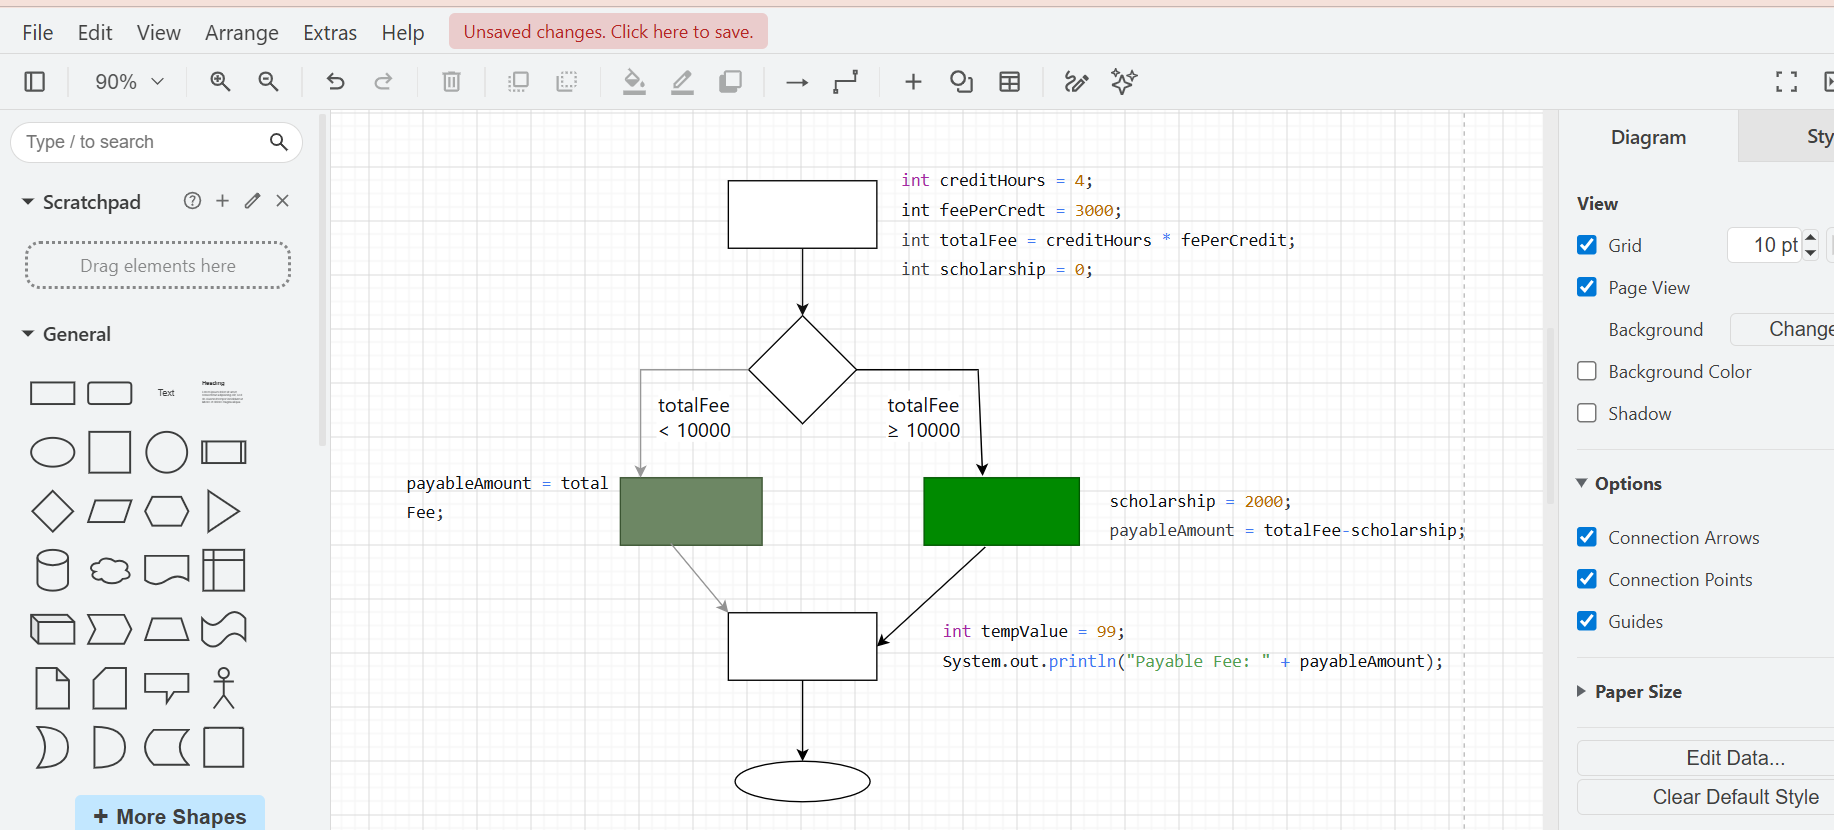 File Edit View Arrange Extras Help Unsaved changes. Click here to save.
90%
Type / to search
Scratchpad
Drag elements here
General
Text
Heading
More Shapes
int creditHours = 4;
int feePerCredt = 3000;
int totalFee = creditHours * fePerCredit;
int scholarship = 0;
totalFee
< 10000
totalFee
≥ 10000
payableAmount = total
Fee;
scholarship = 2000;
payableAmount = totalFee-scholarship;
int tempValue = 99;
System.out.println("Payable Fee: " + payableAmount);
Diagram Sty
View
Grid 10 pt
Page View
Background Change
Background Color
Shadow
Options
Connection Arrows
Connection Points
Guides
Paper Size
Edit Data...
Clear Default Style